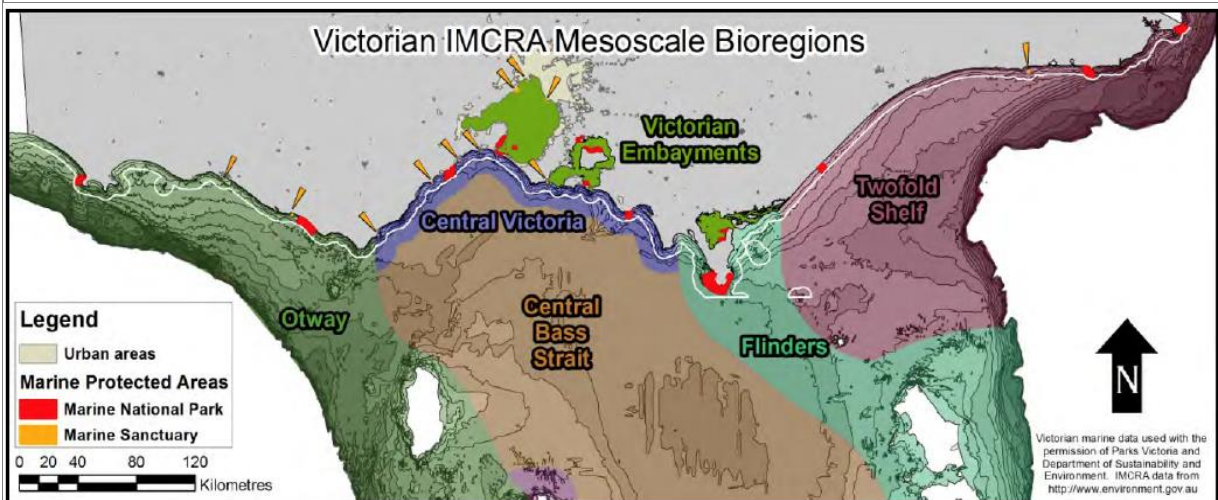 Victorian IMCRA Mesoscale Bioregions
Victorian
Embayments
Twofold
Shelf
Central Victoria
Otway
Central
Bass
Strait
Flinders
Legend
Urban areas
Marine Protected Areas
Marine National Park
Marine Sanctuary
0 20 40 80 120
Kilometres
N
Victorian marine data used with the
permission of Parks Victoria and
Department of Sustainability and
Environment. IMCRA data from
http://www.environment.gov.au